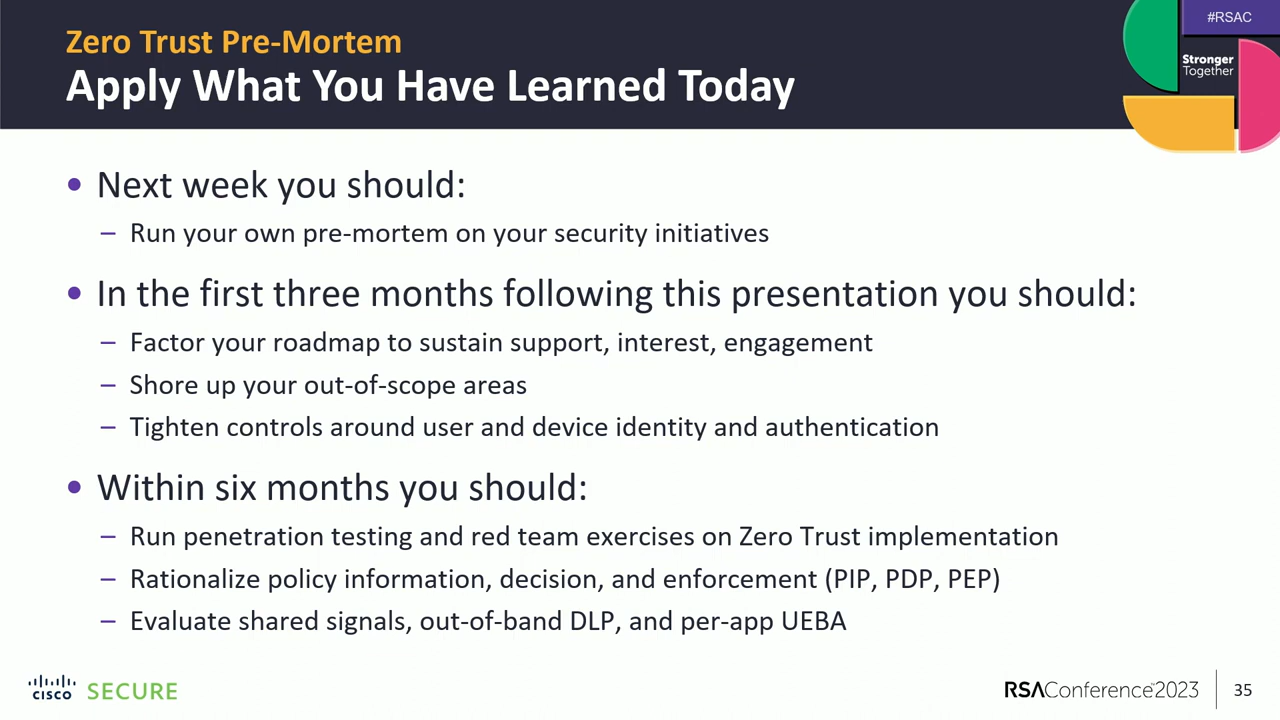 Zero Trust Pre-Mortem
Apply What You Have Learned Today
#RSAC
Stronger
Together
• Next week you should:
– Run your own pre-mortem on your security initiatives
• In the first three months following this presentation you should:
– Factor your roadmap to sustain support, interest, engagement
– Shore up your out-of-scope areas
– Tighten controls around user and device identity and authentication
• Within six months you should:
– Run penetration testing and red team exercises on Zero Trust implementation
– Rationalize policy information, decision, and enforcement (PIP, PDP, PEP)
– Evaluate shared signals, out-of-band DLP, and per-app UEBA
CISCO SECURE
RSAConference™2023
35